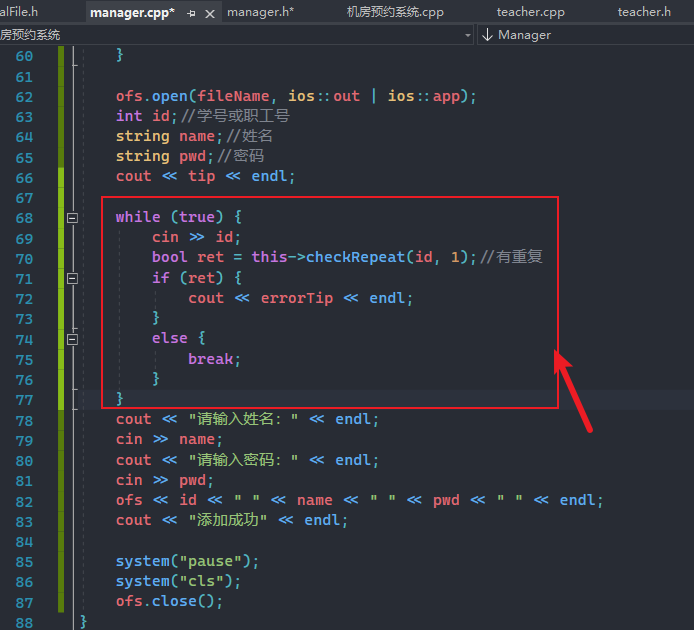 alFile.h manager.cpp* manager.h* 机房预约系统.cpp teacher.cpp teacher.h
房预约系统 Manager
60 }
61
62 ofs.open(fileName, ios::out | ios::app);
63 int id;//学号或职工号
64 string name;//姓名
65 string pwd;//密码
66 cout << tip << endl;
67
68 while (true) {
69 cin >> id;
70 bool ret = this->checkRepeat(id, 1);//有重复
71 if (ret) {
72 cout << errorTip << endl;
73 }
74 else {
75 break;
76 }
77 }
78 cout << "请输入姓名: " << endl;
79 cin >> name;
80 cout << "请输入密码: " << endl;
81 cin >> pwd;
82 ofs << id << " " << name << " " << pwd << " " << endl;
83 cout << "添加成功" << endl;
84
85 system("pause");
86 system("cls");
87 ofs.close();
88 }